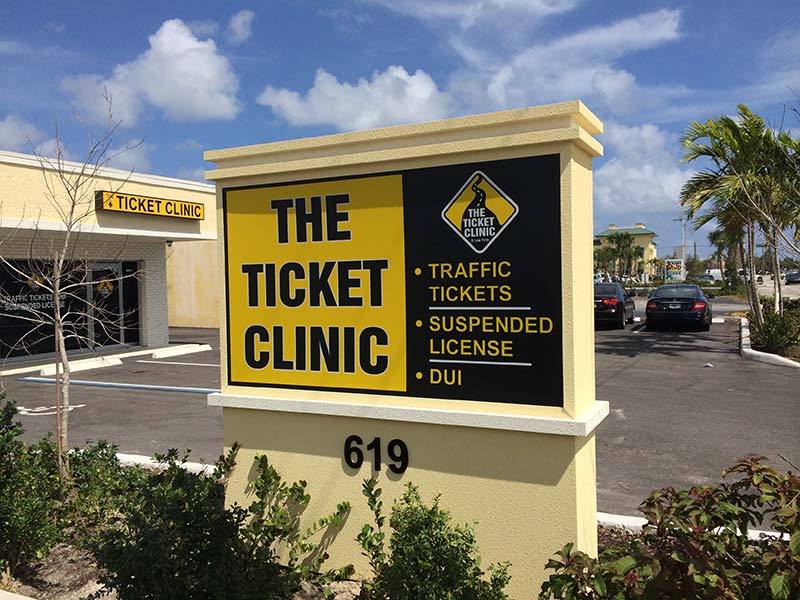 THE
TICKET
CLINIC
THE
TICKET
CLINIC
A Law Firm
• TRAFFIC
TICKETS
• SUSPENDED
LICENSE
• DUI
619
TICKET CLINIC
TRAFFIC TICKETS
SUSPENDED LICENSE